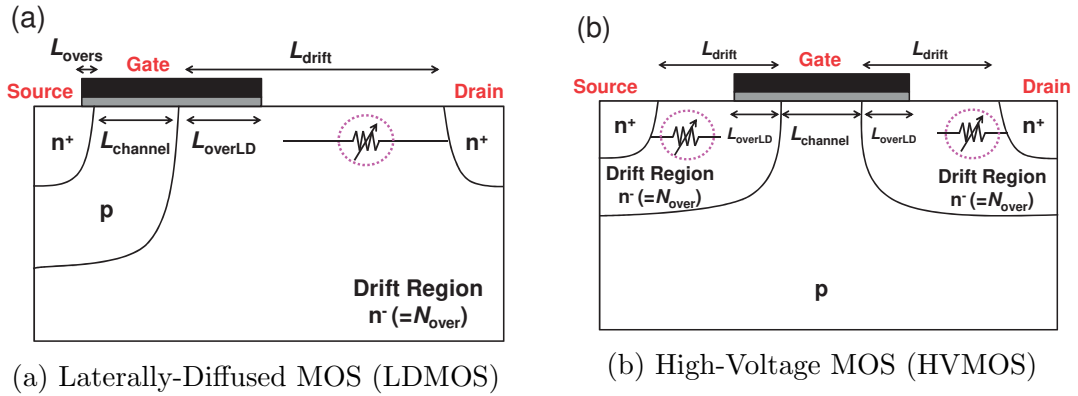 (a)
L_overs
Gate
L_drift
Source
Drain
n⁺
L_channel
L_overLD
n⁺
p
Drift Region
n⁻ (=N_over)
(a) Laterally-Diffused MOS (LDMOS)
(b)
L_drift
L_drift
Gate
Source
Drain
n⁺
L_overLD
L_channel
L_overLD
n⁺
Drift Region
n⁻ (=N_over)
Drift Region
n⁻ (=N_over)
p
(b) High-Voltage MOS (HVMOS)